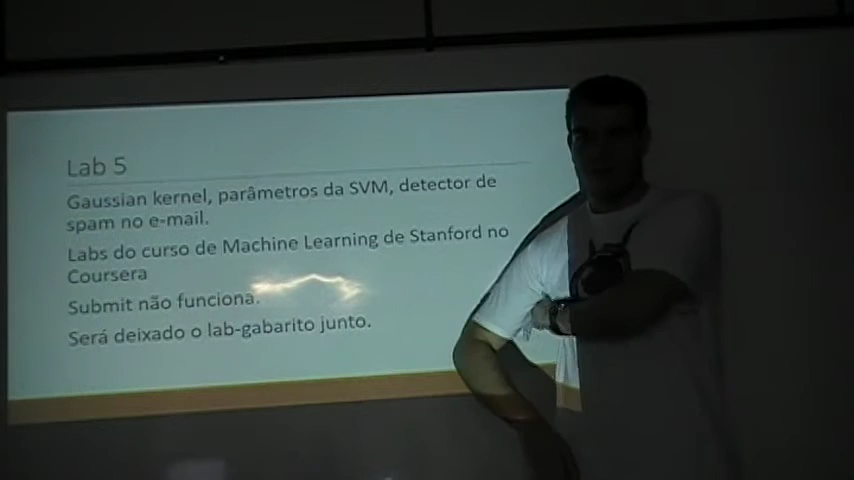 Lab 5
Gaussian kernel, parâmetros da SVM, detector de
spam no e-mail.
Labs do curso de Machine Learning de Stanford no
Coursera
Submit não funciona.
Será deixado o lab-gabarito junto.